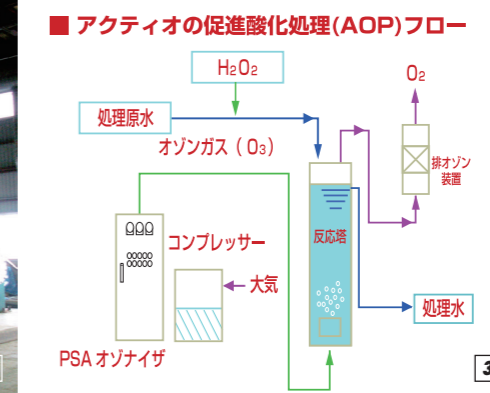 ■ アクティオの促進酸化処理(AOP)フロー
H₂O₂
O₂
処理原水
オゾンガス（O₃）
排オゾン
装置
反応塔
コンプレッサー
大気
処理水
PSA オゾナイザ
3